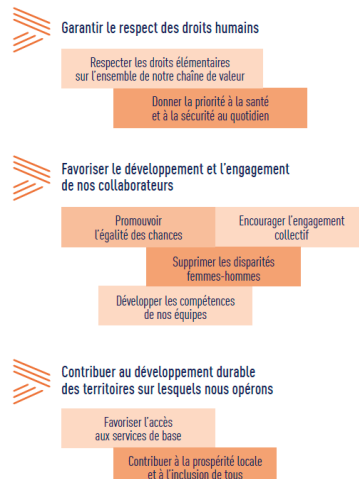 Garantir le respect des droits humains
Respecter les droits élémentaires
sur l'ensemble de notre chaîne de valeur
Donner la priorité à la santé
et à la sécurité au quotidien
Favoriser le développement et l'engagement
de nos collaborateurs
Promouvoir
l'égalité des chances
Encourager l'engagement
collectif
Supprimer les disparités
femmes-hommes
Développer les compétences
de nos équipes
Contribuer au développement durable
des territoires sur lesquels nous opérons
Favoriser l'accès
aux services de base
Contribuer à la prospérité locale
et à l'inclusion de tous